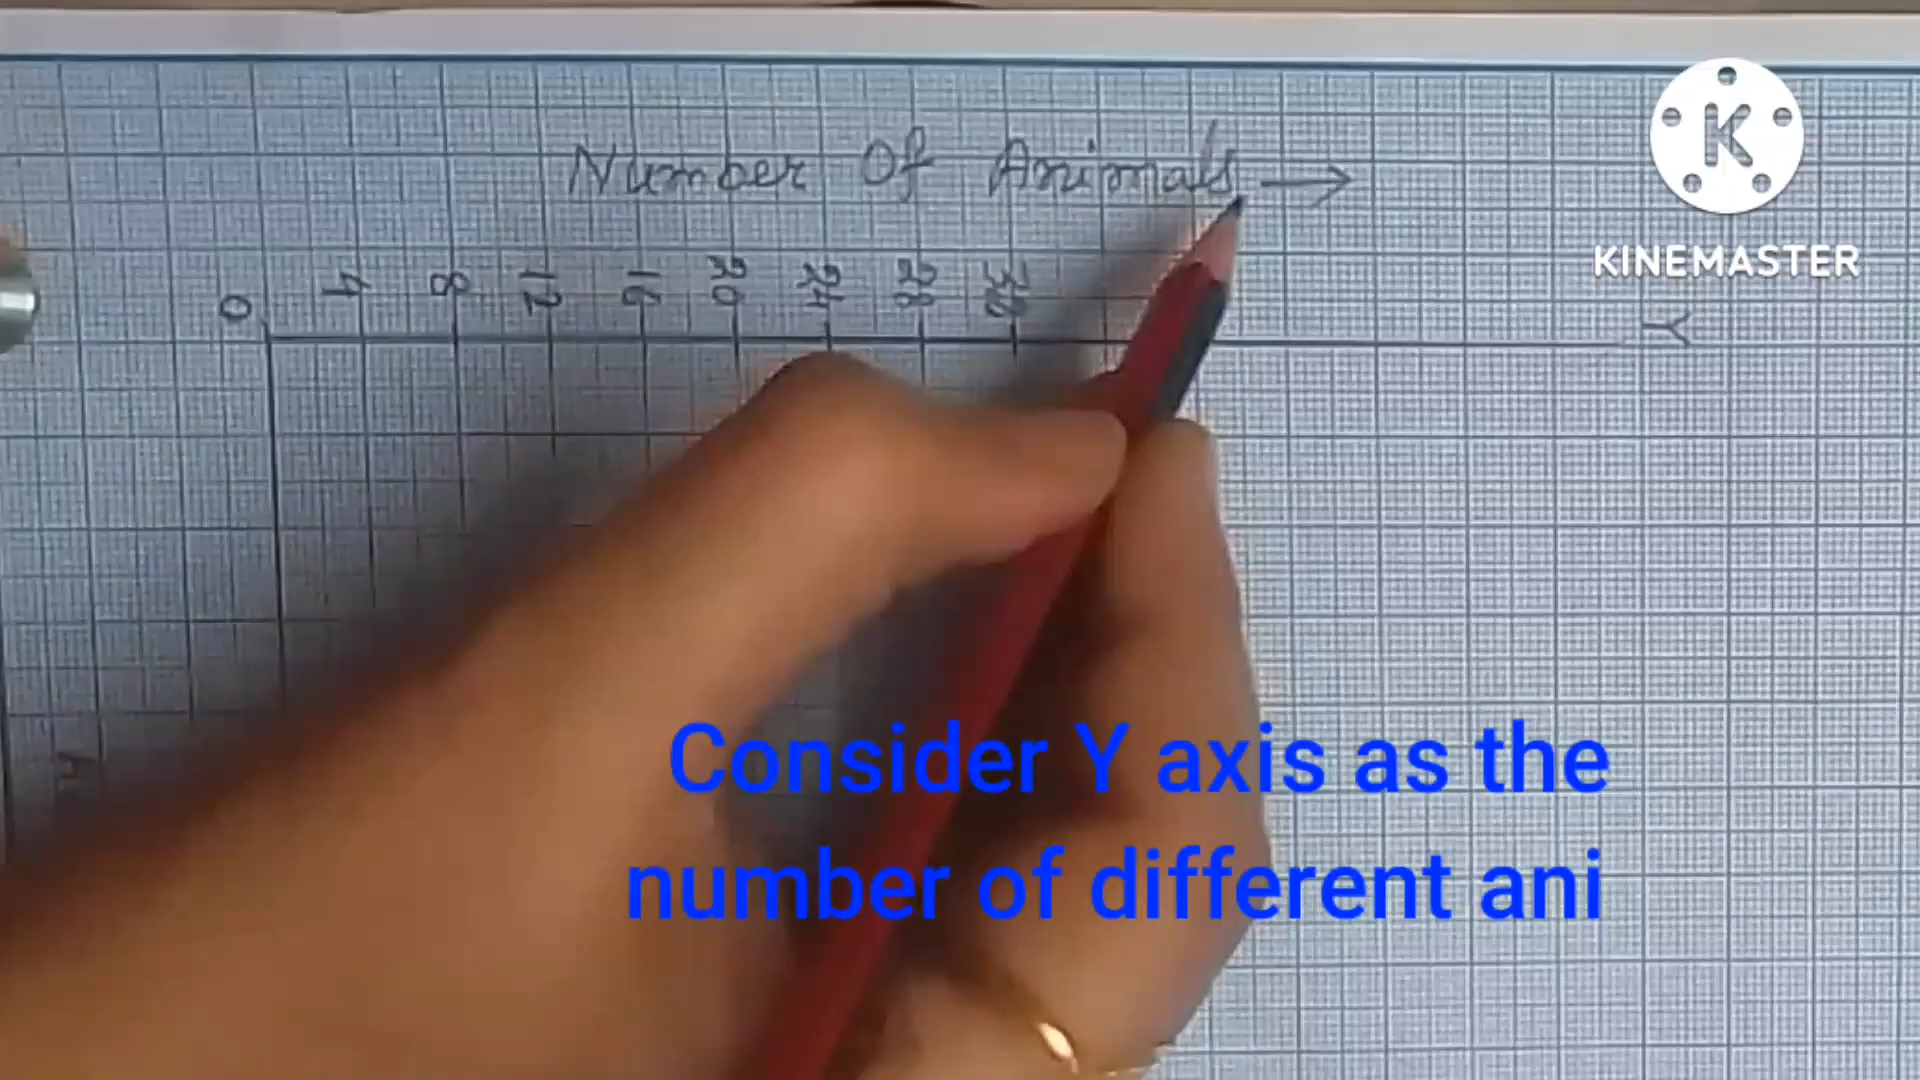 Number Of Animals →
0 4 8 12 16 20 24 28 32
Y
KINEMASTER
Consider Y axis as the
number of different ani